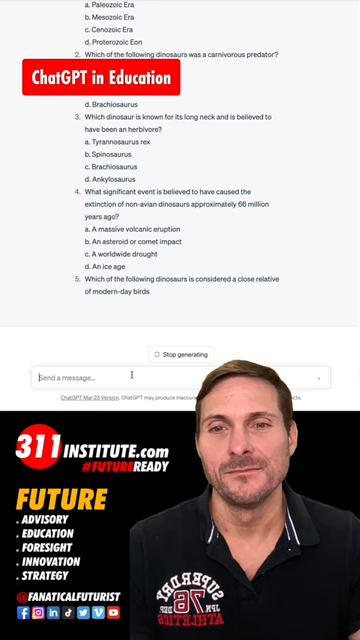 a. Paleozoic Era
b. Mesozoic Era
c. Cenozoic Era
d. Proterozoic Eon
2. Which of the following dinosaurs was a carnivorous predator?
ChatGPT in Education
d. Brachiosaurus
3. Which dinosaur is known for its long neck and is believed to
have been an herbivore?
a. Tyrannosaurus rex
b. Spinosaurus
c. Brachiosaurus
d. Ankylosaurus
4. What significant event is believed to have caused the
extinction of non-avian dinosaurs approximately 66 million
years ago?
a. A massive volcanic eruption
b. An asteroid or comet impact
c. A worldwide drought
d. An ice age
5. Which of the following dinosaurs is considered a close relative
of modern-day birds
Stop generating
Send a message...
ChatGPT Mar 23 Version. ChatGPT may produce inaccu
311INSTITUTE.com
#FUTUREREADY
FUTURE
. ADVISORY
. EDUCATION
. FORESIGHT
. INNOVATION
. STRATEGY
@FANATICALFUTURIST
SUPERDRY
76
JPN
DEP
ATHLETICS